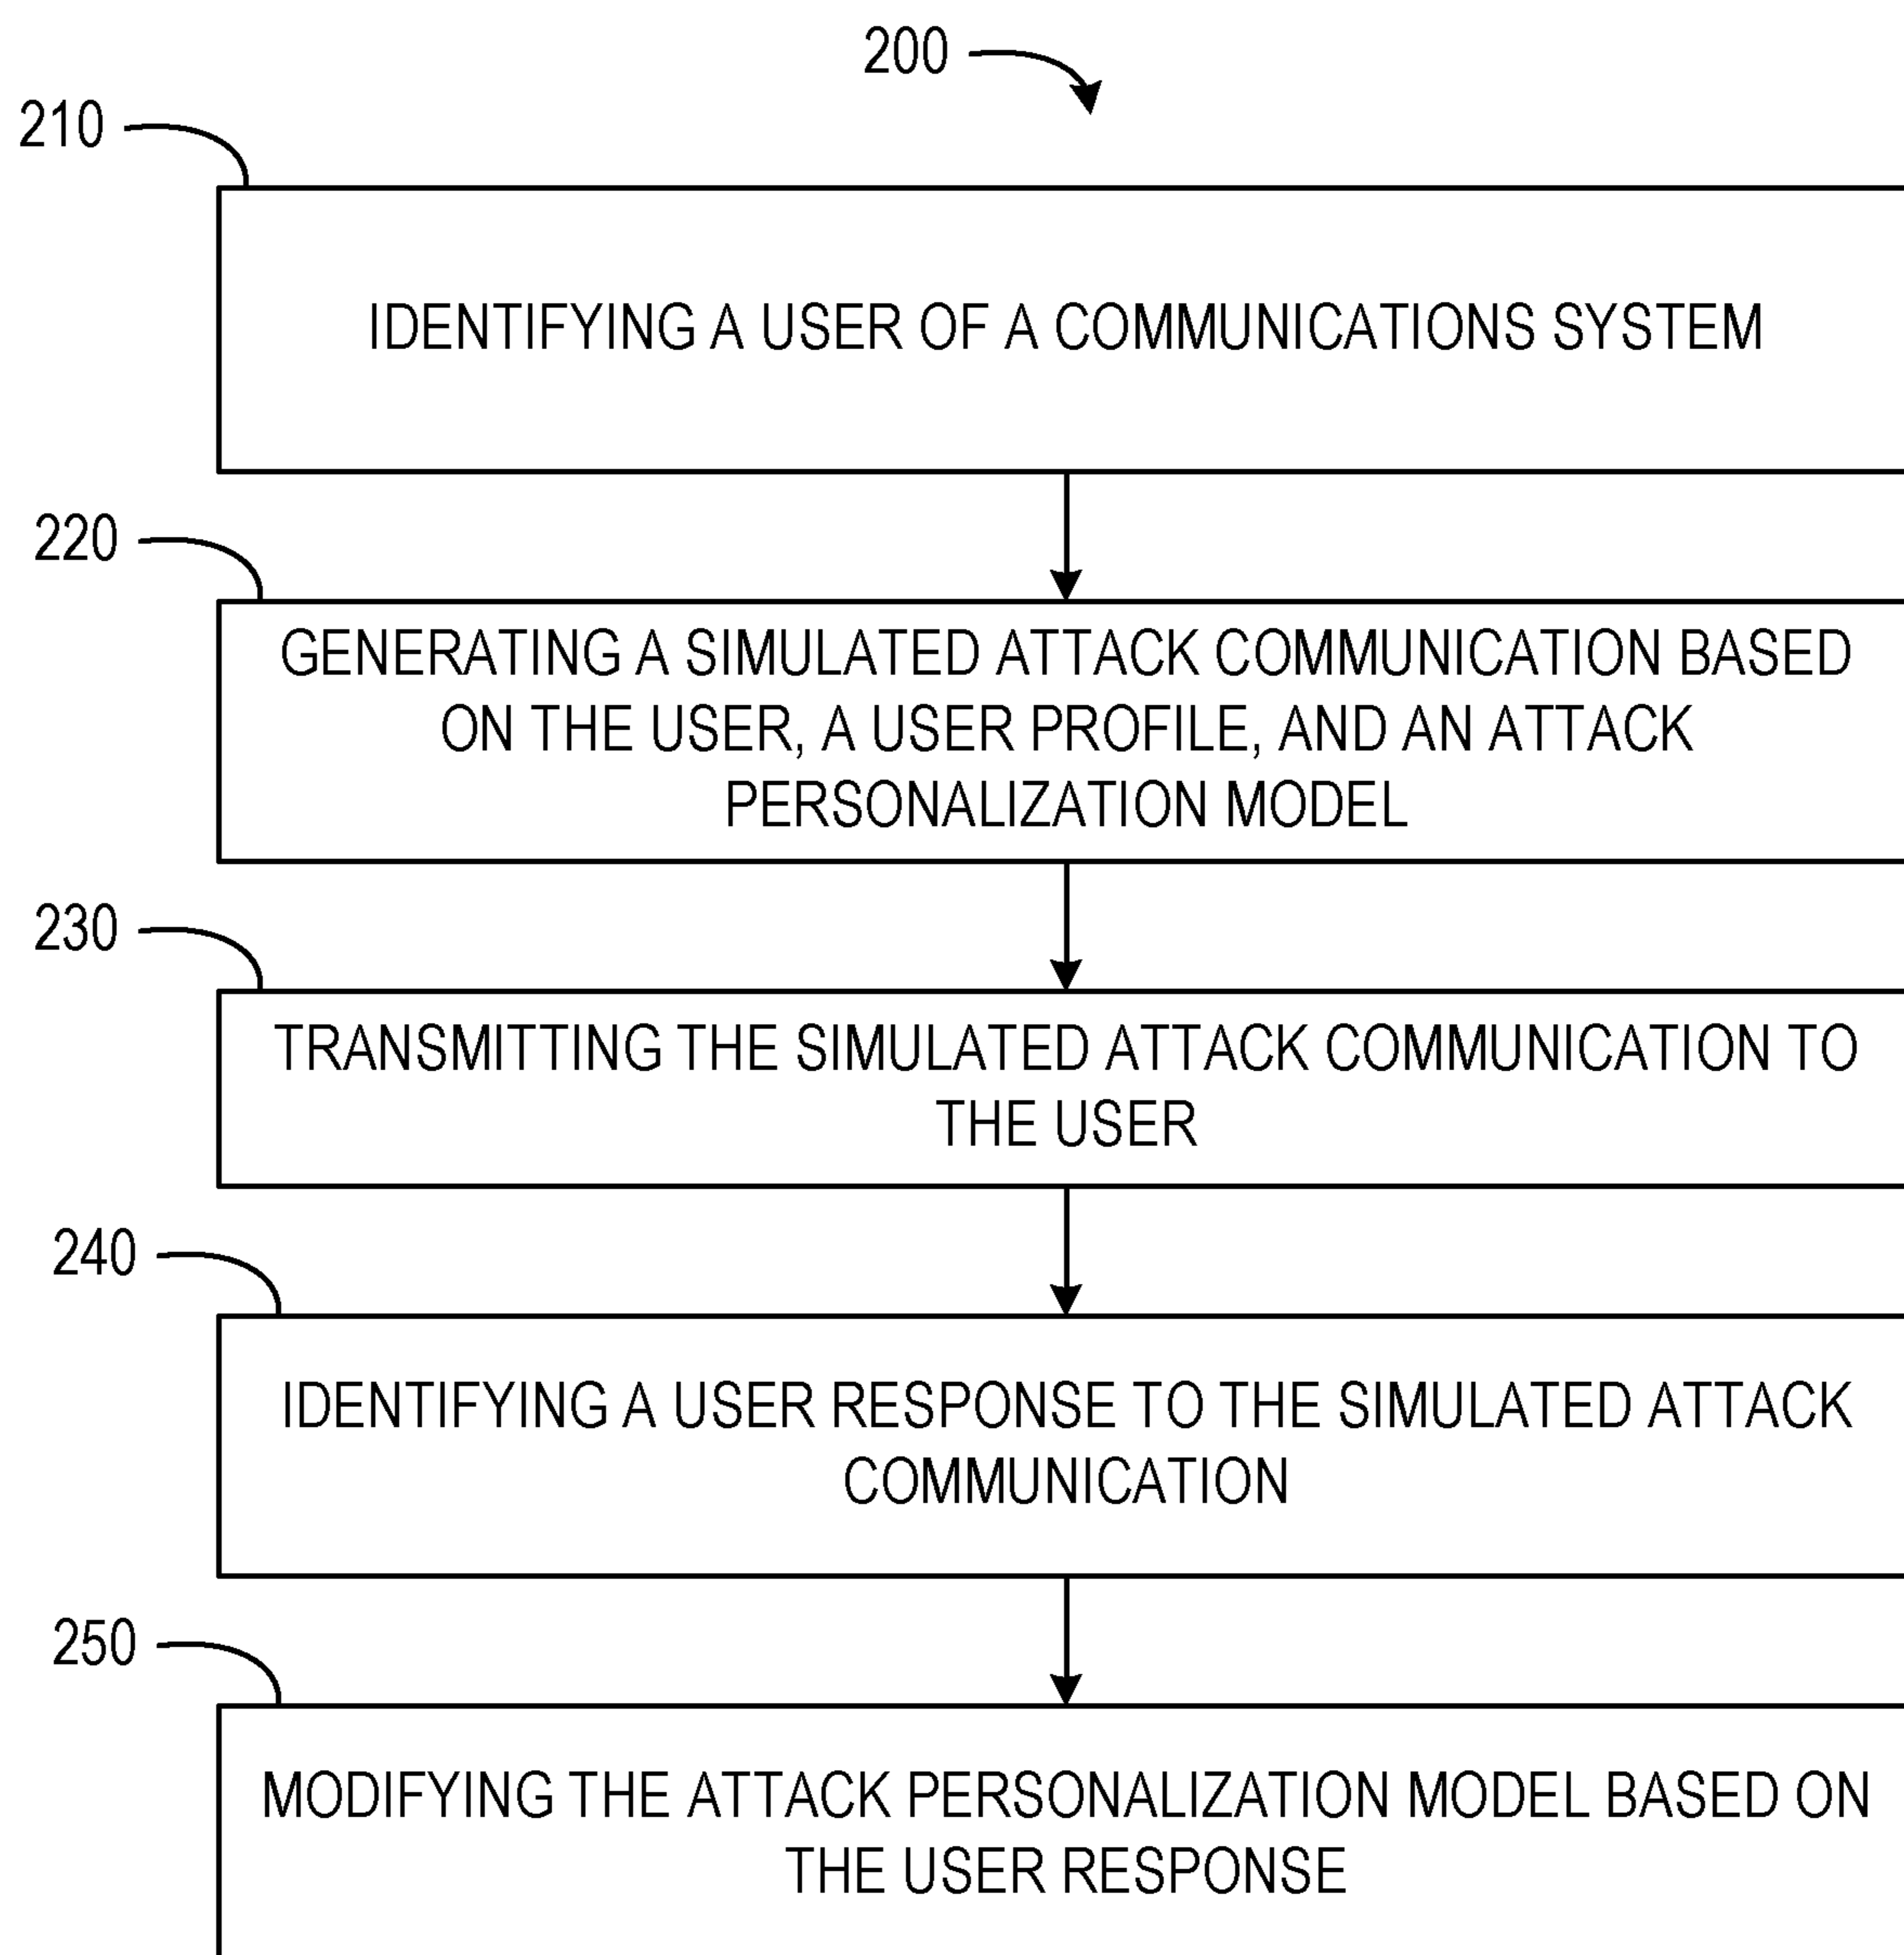 200
210
IDENTIFYING A USER OF A COMMUNICATIONS SYSTEM
220
GENERATING A SIMULATED ATTACK COMMUNICATION BASED
ON THE USER, A USER PROFILE, AND AN ATTACK
PERSONALIZATION MODEL
230
TRANSMITTING THE SIMULATED ATTACK COMMUNICATION TO
THE USER
240
IDENTIFYING A USER RESPONSE TO THE SIMULATED ATTACK
COMMUNICATION
250
MODIFYING THE ATTACK PERSONALIZATION MODEL BASED ON
THE USER RESPONSE